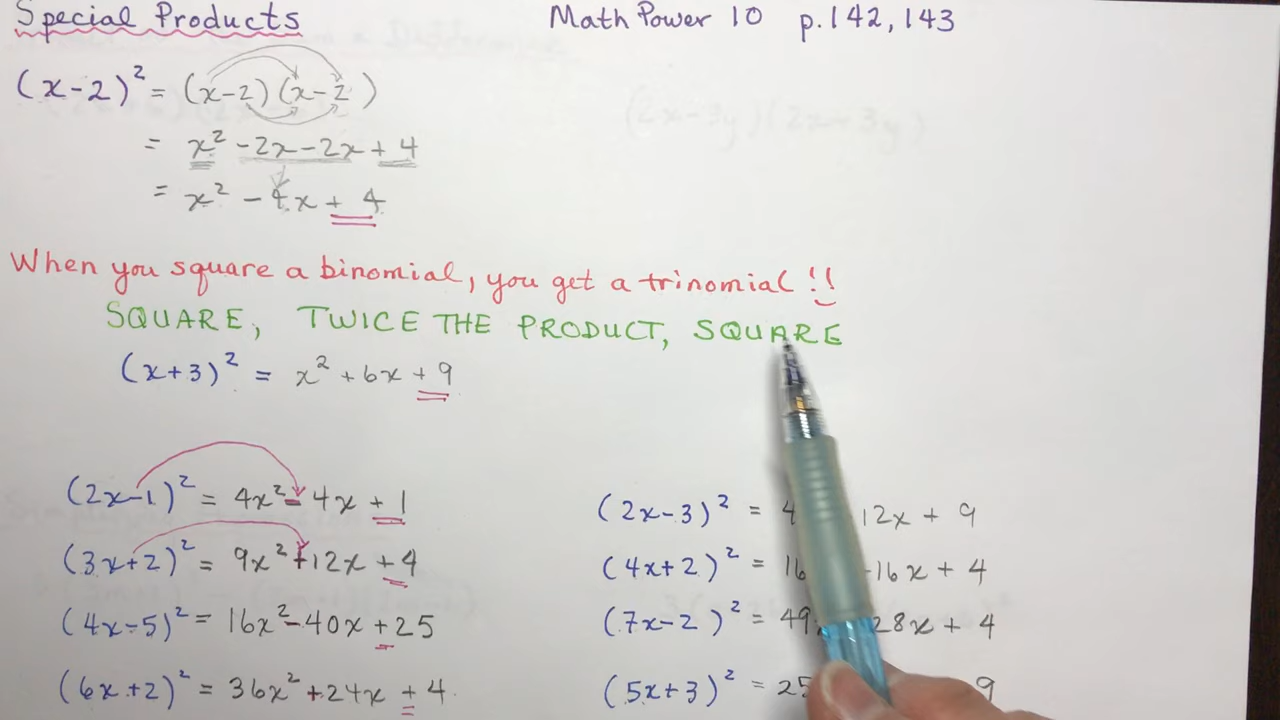 Special Products
Math Power 10 p.142, 143
(x-2)² = (x-2)(x-2)
= x² -2x-2x+4
= x² - 4x + 4
When you square a binomial, you get a trinomial!!
SQUARE, TWICE THE PRODUCT, SQUARE
(x+3)² = x² + 6x + 9
(2x-1)² = 4x² - 4x + 1
(3x+2)² = 9x² + 12x + 4
(4x-5)² = 16x² - 40x + 25
(6x+2)² = 36x² + 24x + 4
(2x-3)² = 4 12x + 9
(4x+2)² = 16 16x + 4
(7x-2)² = 49 28x + 4
(5x+3)² = 25 9